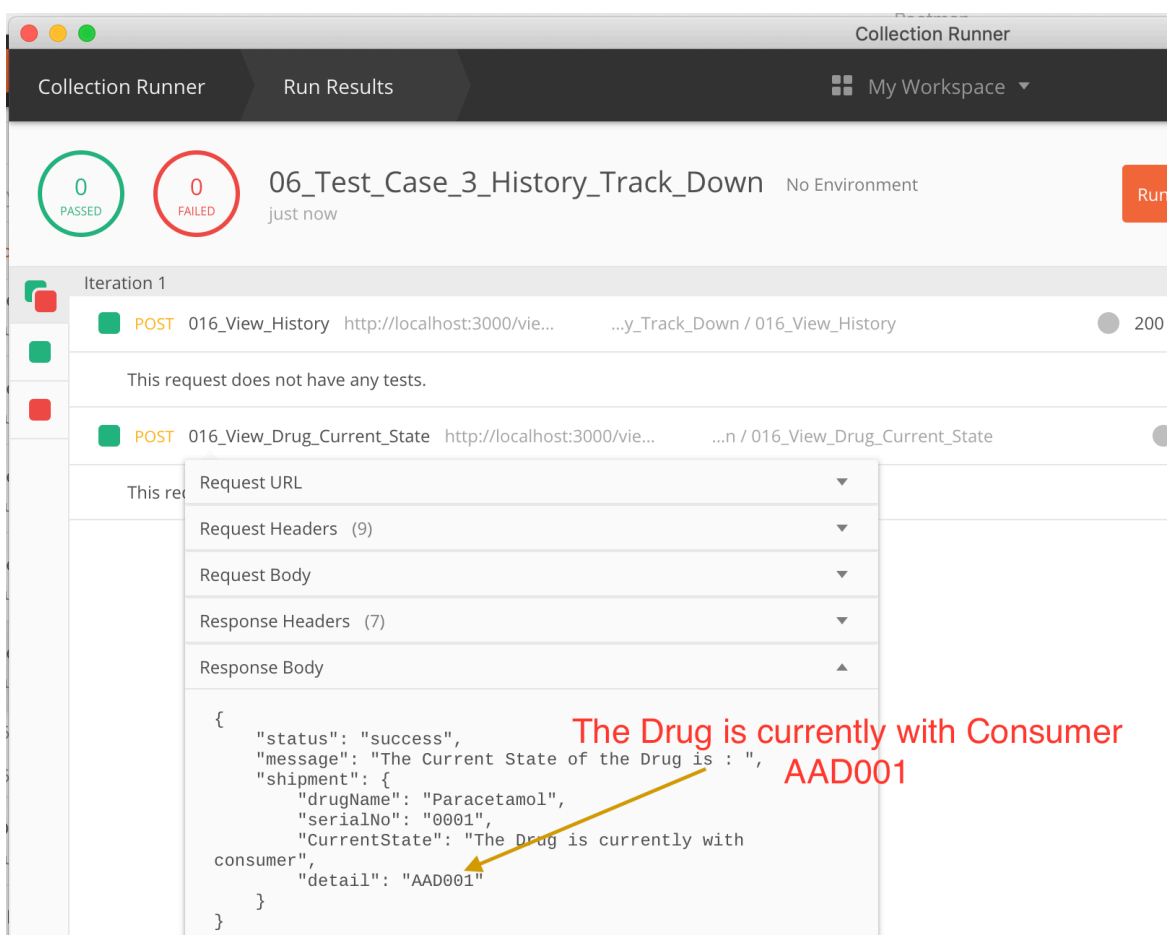 Collection Runner
Collection Runner
Run Results
My Workspace
0
PASSED
0
FAILED
06_Test_Case_3_History_Track_Down
No Environment
just now
Run
Iteration 1
POST 016_View_History http://localhost:3000/vie... ...y_Track_Down / 016_View_History 200
This request does not have any tests.
POST 016_View_Drug_Current_State http://localhost:3000/vie... ...n / 016_View_Drug_Current_State
This req
Request URL
Request Headers (9)
Request Body
Response Headers (7)
Response Body
{
"status": "success",
"message": "The Current State of the Drug is : ",
"shipment": {
"drugName": "Paracetamol",
"serialNo": "0001",
"CurrentState": "The Drug is currently with
consumer",
"detail": "AAD001"
}
}
The Drug is currently with Consumer
AAD001